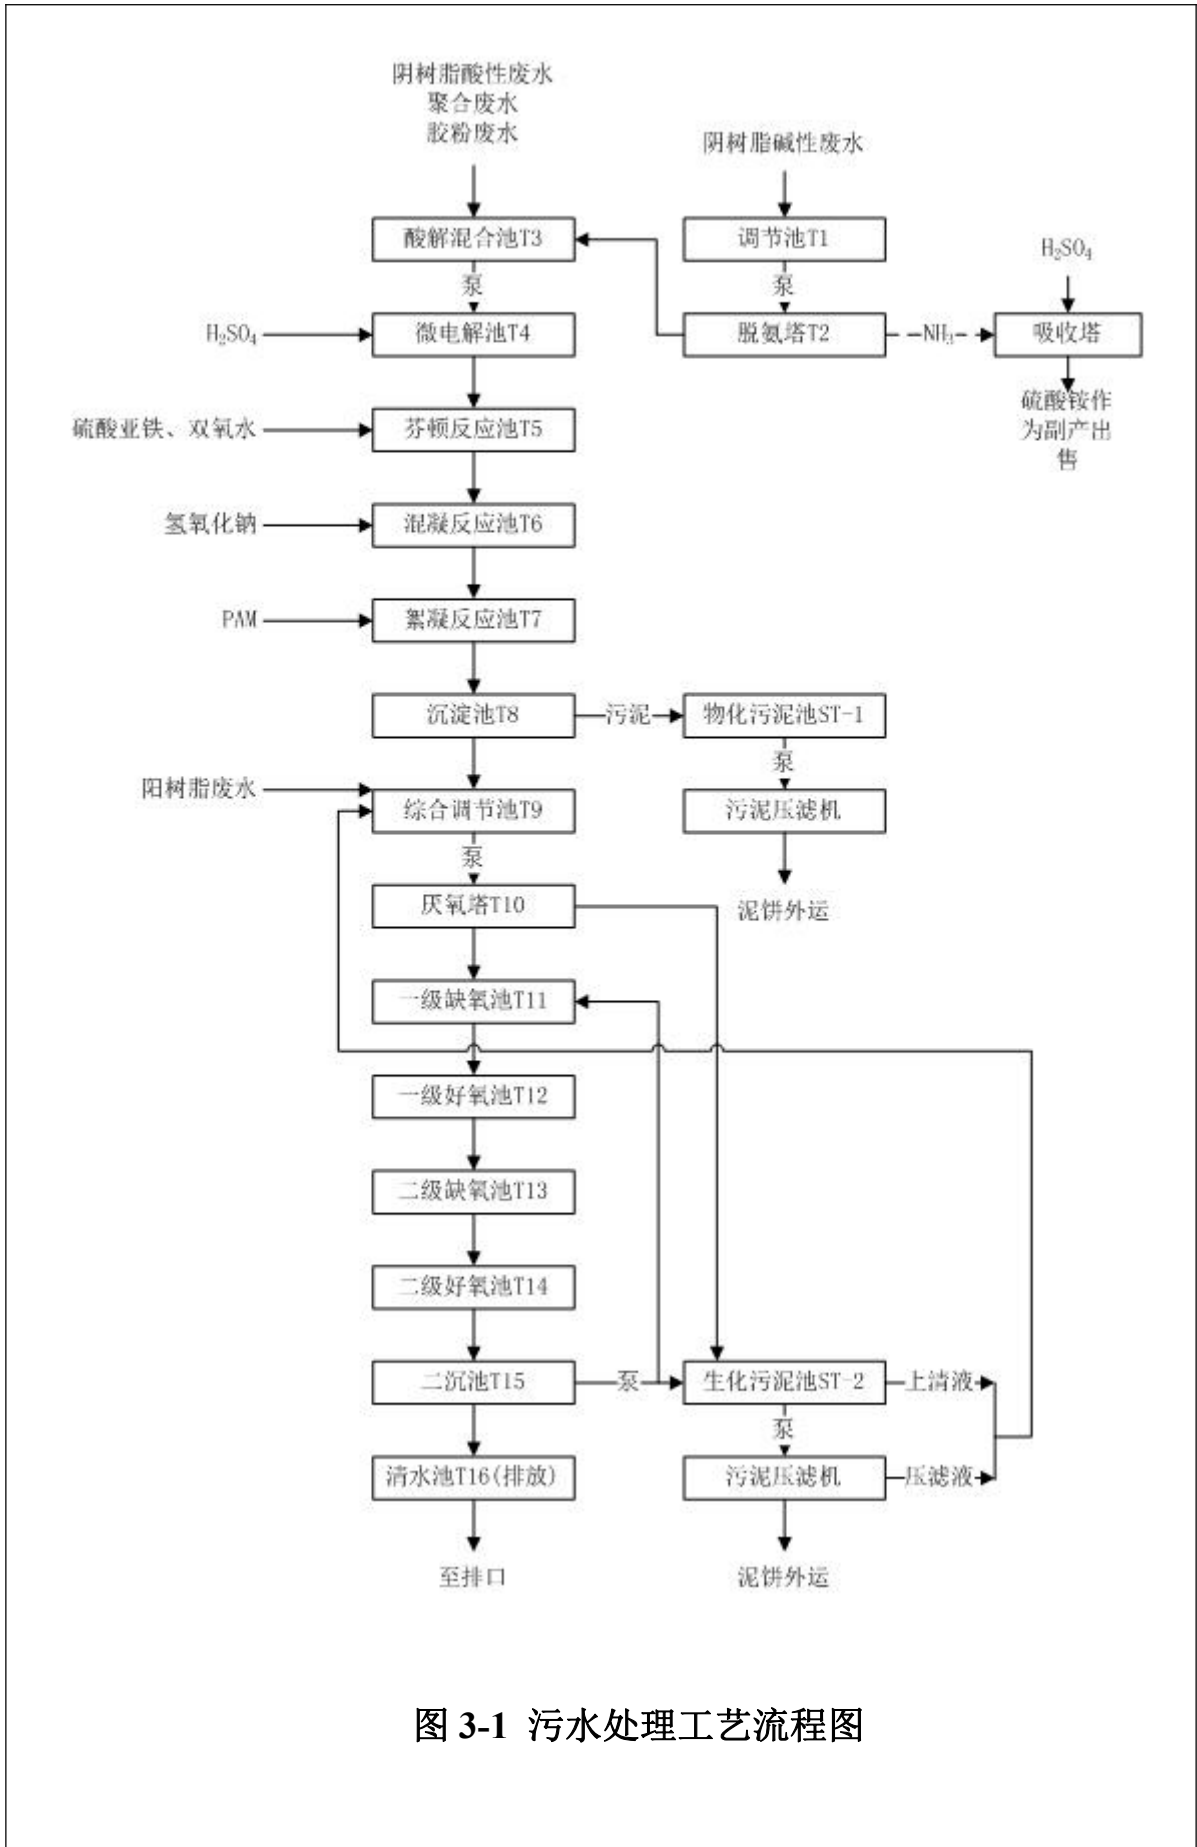 阴树脂酸性废水
聚合废水
胶粉废水
阴树脂碱性废水
酸解混合池T3
调节池T1
H₂SO₄
泵
泵
H₂SO₄
微电解池T4
脱氨塔T2
NH₃
吸收塔
硫酸亚铁、双氧水
芬顿反应池T5
硫酸铵作
为副产出
售
氢氧化钠
混凝反应池T6
PAM
絮凝反应池T7
沉淀池T8
污泥
物化污泥池ST-1
泵
阳树脂废水
综合调节池T9
污泥压滤机
泵
厌氧塔T10
泥饼外运
一级缺氧池T11
一级好氧池T12
二级缺氧池T13
二级好氧池T14
二沉池T15
泵
生化污泥池ST-2
上清液
泵
清水池T16(排放)
污泥压滤机
压滤液
至排口
泥饼外运
图 3-1 污水处理工艺流程图